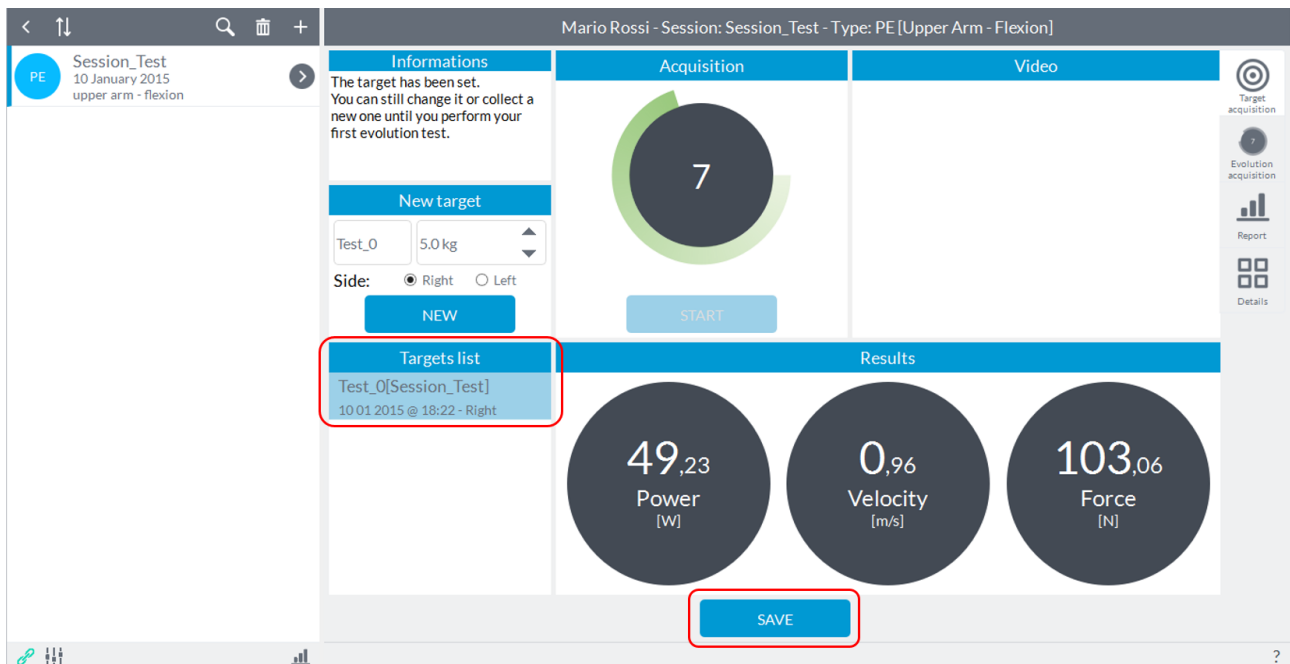 Mario Rossi - Session: Session_Test - Type: PE [Upper Arm - Flexion]
PE
Session_Test
10 January 2015
upper arm - flexion
Informations
The target has been set.
You can still change it or collect a
new one until you perform your
first evolution test.
New target
Test_0
5.0 kg
Side:
Right
Left
NEW
Targets list
Test_0[Session_Test]
10 01 2015 @ 18:22 - Right
Acquisition
7
START
Video
Results
49,23
Power
[W]
0,96
Velocity
[m/s]
103,06
Force
[N]
SAVE
Target
acquisition
7
Evolution
acquisition
Report
Details
?